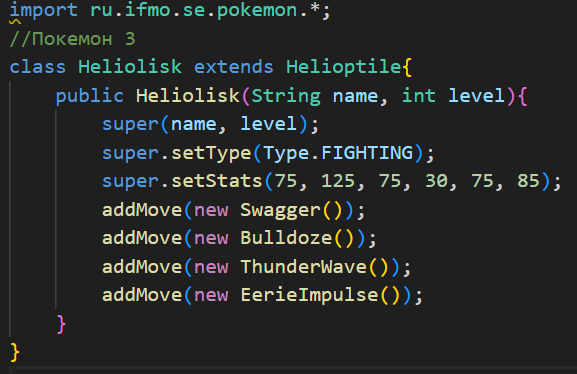 import ru.ifmo.se.pokemon.*;
//Покемон 3
class Heliolisk extends Helioptile{
    public Heliolisk(String name, int level){
        super(name, level);
        super.setType(Type.FIGHTING);
        super.setStats(75, 125, 75, 30, 75, 85);
        addMove(new Swagger());
        addMove(new Bulldoze());
        addMove(new ThunderWave());
        addMove(new EerieImpulse());
    }
}